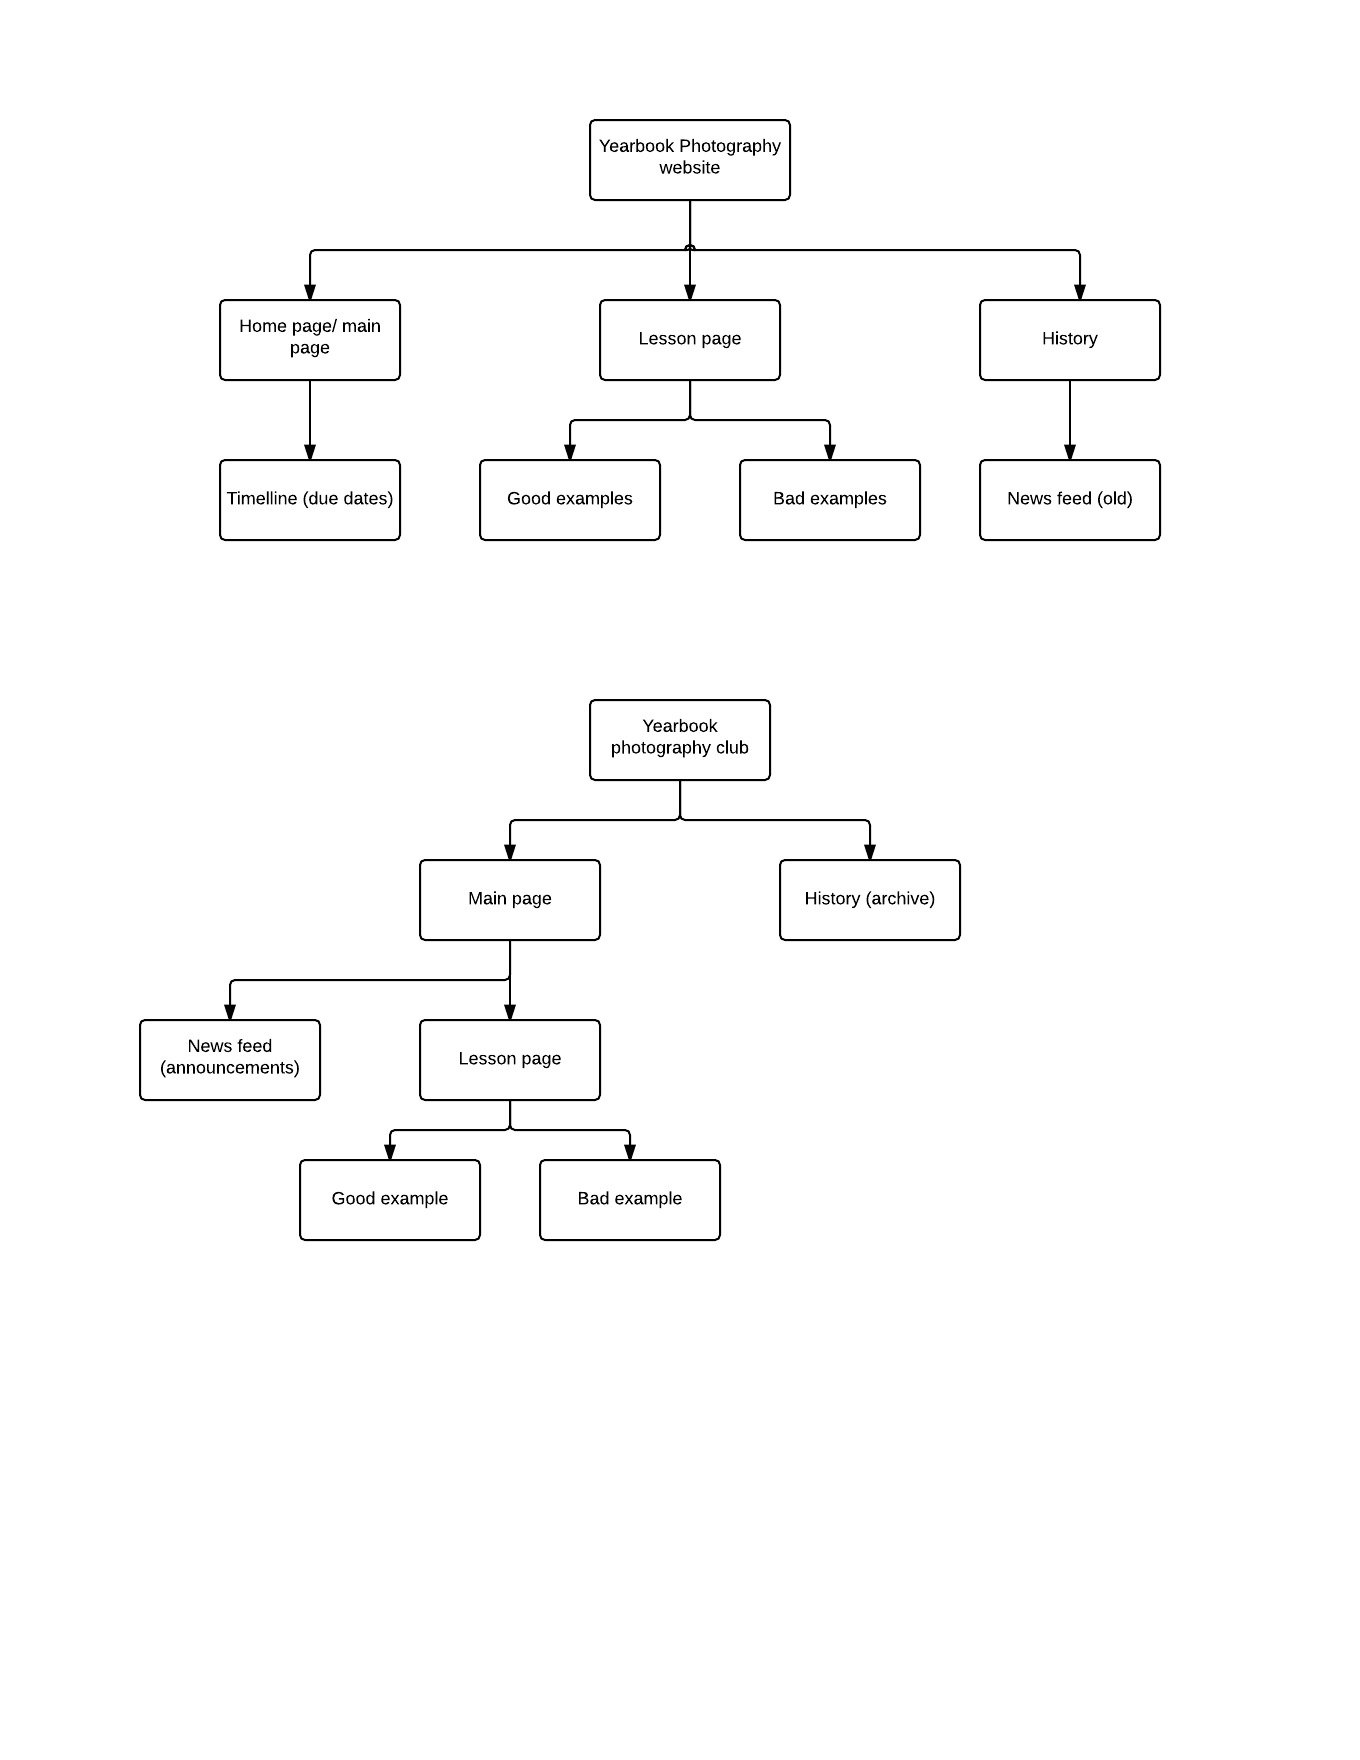 Yearbook Photography
website
Home page/ main
page
Lesson page
History
Timelline (due dates)
Good examples
Bad examples
News feed (old)
Yearbook
photography club
Main page
History (archive)
News feed
(announcements)
Lesson page
Good example
Bad example